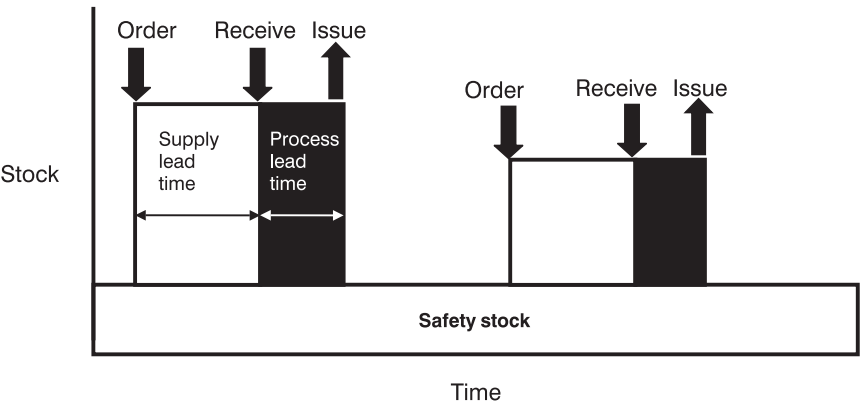 Order Receive Issue
Order Receive Issue
Supply
lead
time
Process
lead
time
Stock
Safety stock
Time